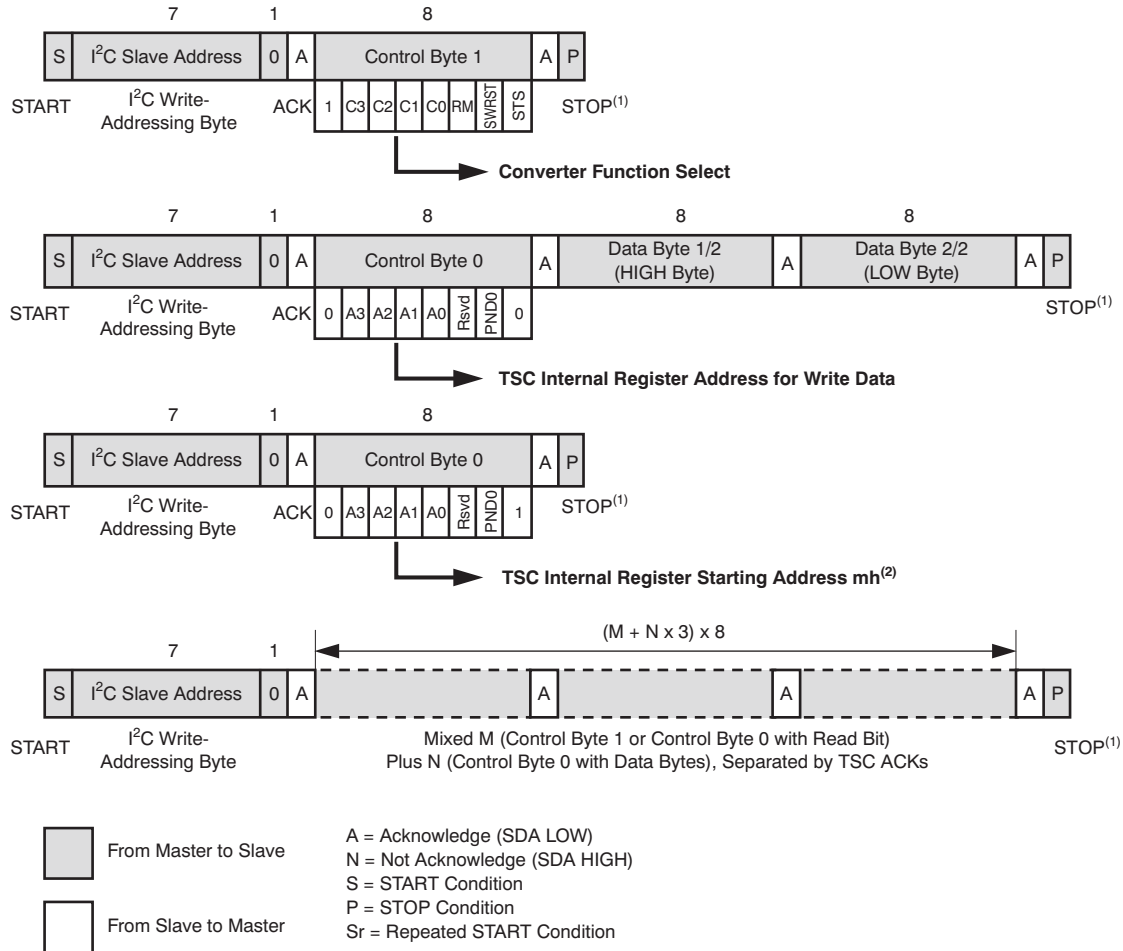 7 1 8
S I²C Slave Address 0 A Control Byte 1 A P
START I²C Write- ACK 1 C3 C2 C1 C0 RM SWRST STS STOP(1)
Addressing Byte
Converter Function Select
7 1 8 8 8
S I²C Slave Address 0 A Control Byte 0 A Data Byte 1/2 A Data Byte 2/2 A P
(HIGH Byte) (LOW Byte)
START I²C Write- ACK 0 A3 A2 A1 A0 Rsvd PND0 0 STOP(1)
Addressing Byte
TSC Internal Register Address for Write Data
7 1 8
S I²C Slave Address 0 A Control Byte 0 A P
START I²C Write- ACK 0 A3 A2 A1 A0 Rsvd PND0 1 STOP(1)
Addressing Byte
TSC Internal Register Starting Address mh(2)
(M + N x 3) x 8
7 1
S I²C Slave Address 0 A A A A P
START I²C Write- Mixed M (Control Byte 1 or Control Byte 0 with Read Bit) STOP(1)
Addressing Byte Plus N (Control Byte 0 with Data Bytes), Separated by TSC ACKs
From Master to Slave
From Slave to Master
A = Acknowledge (SDA LOW)
N = Not Acknowledge (SDA HIGH)
S = START Condition
P = STOP Condition
Sr = Repeated START Condition